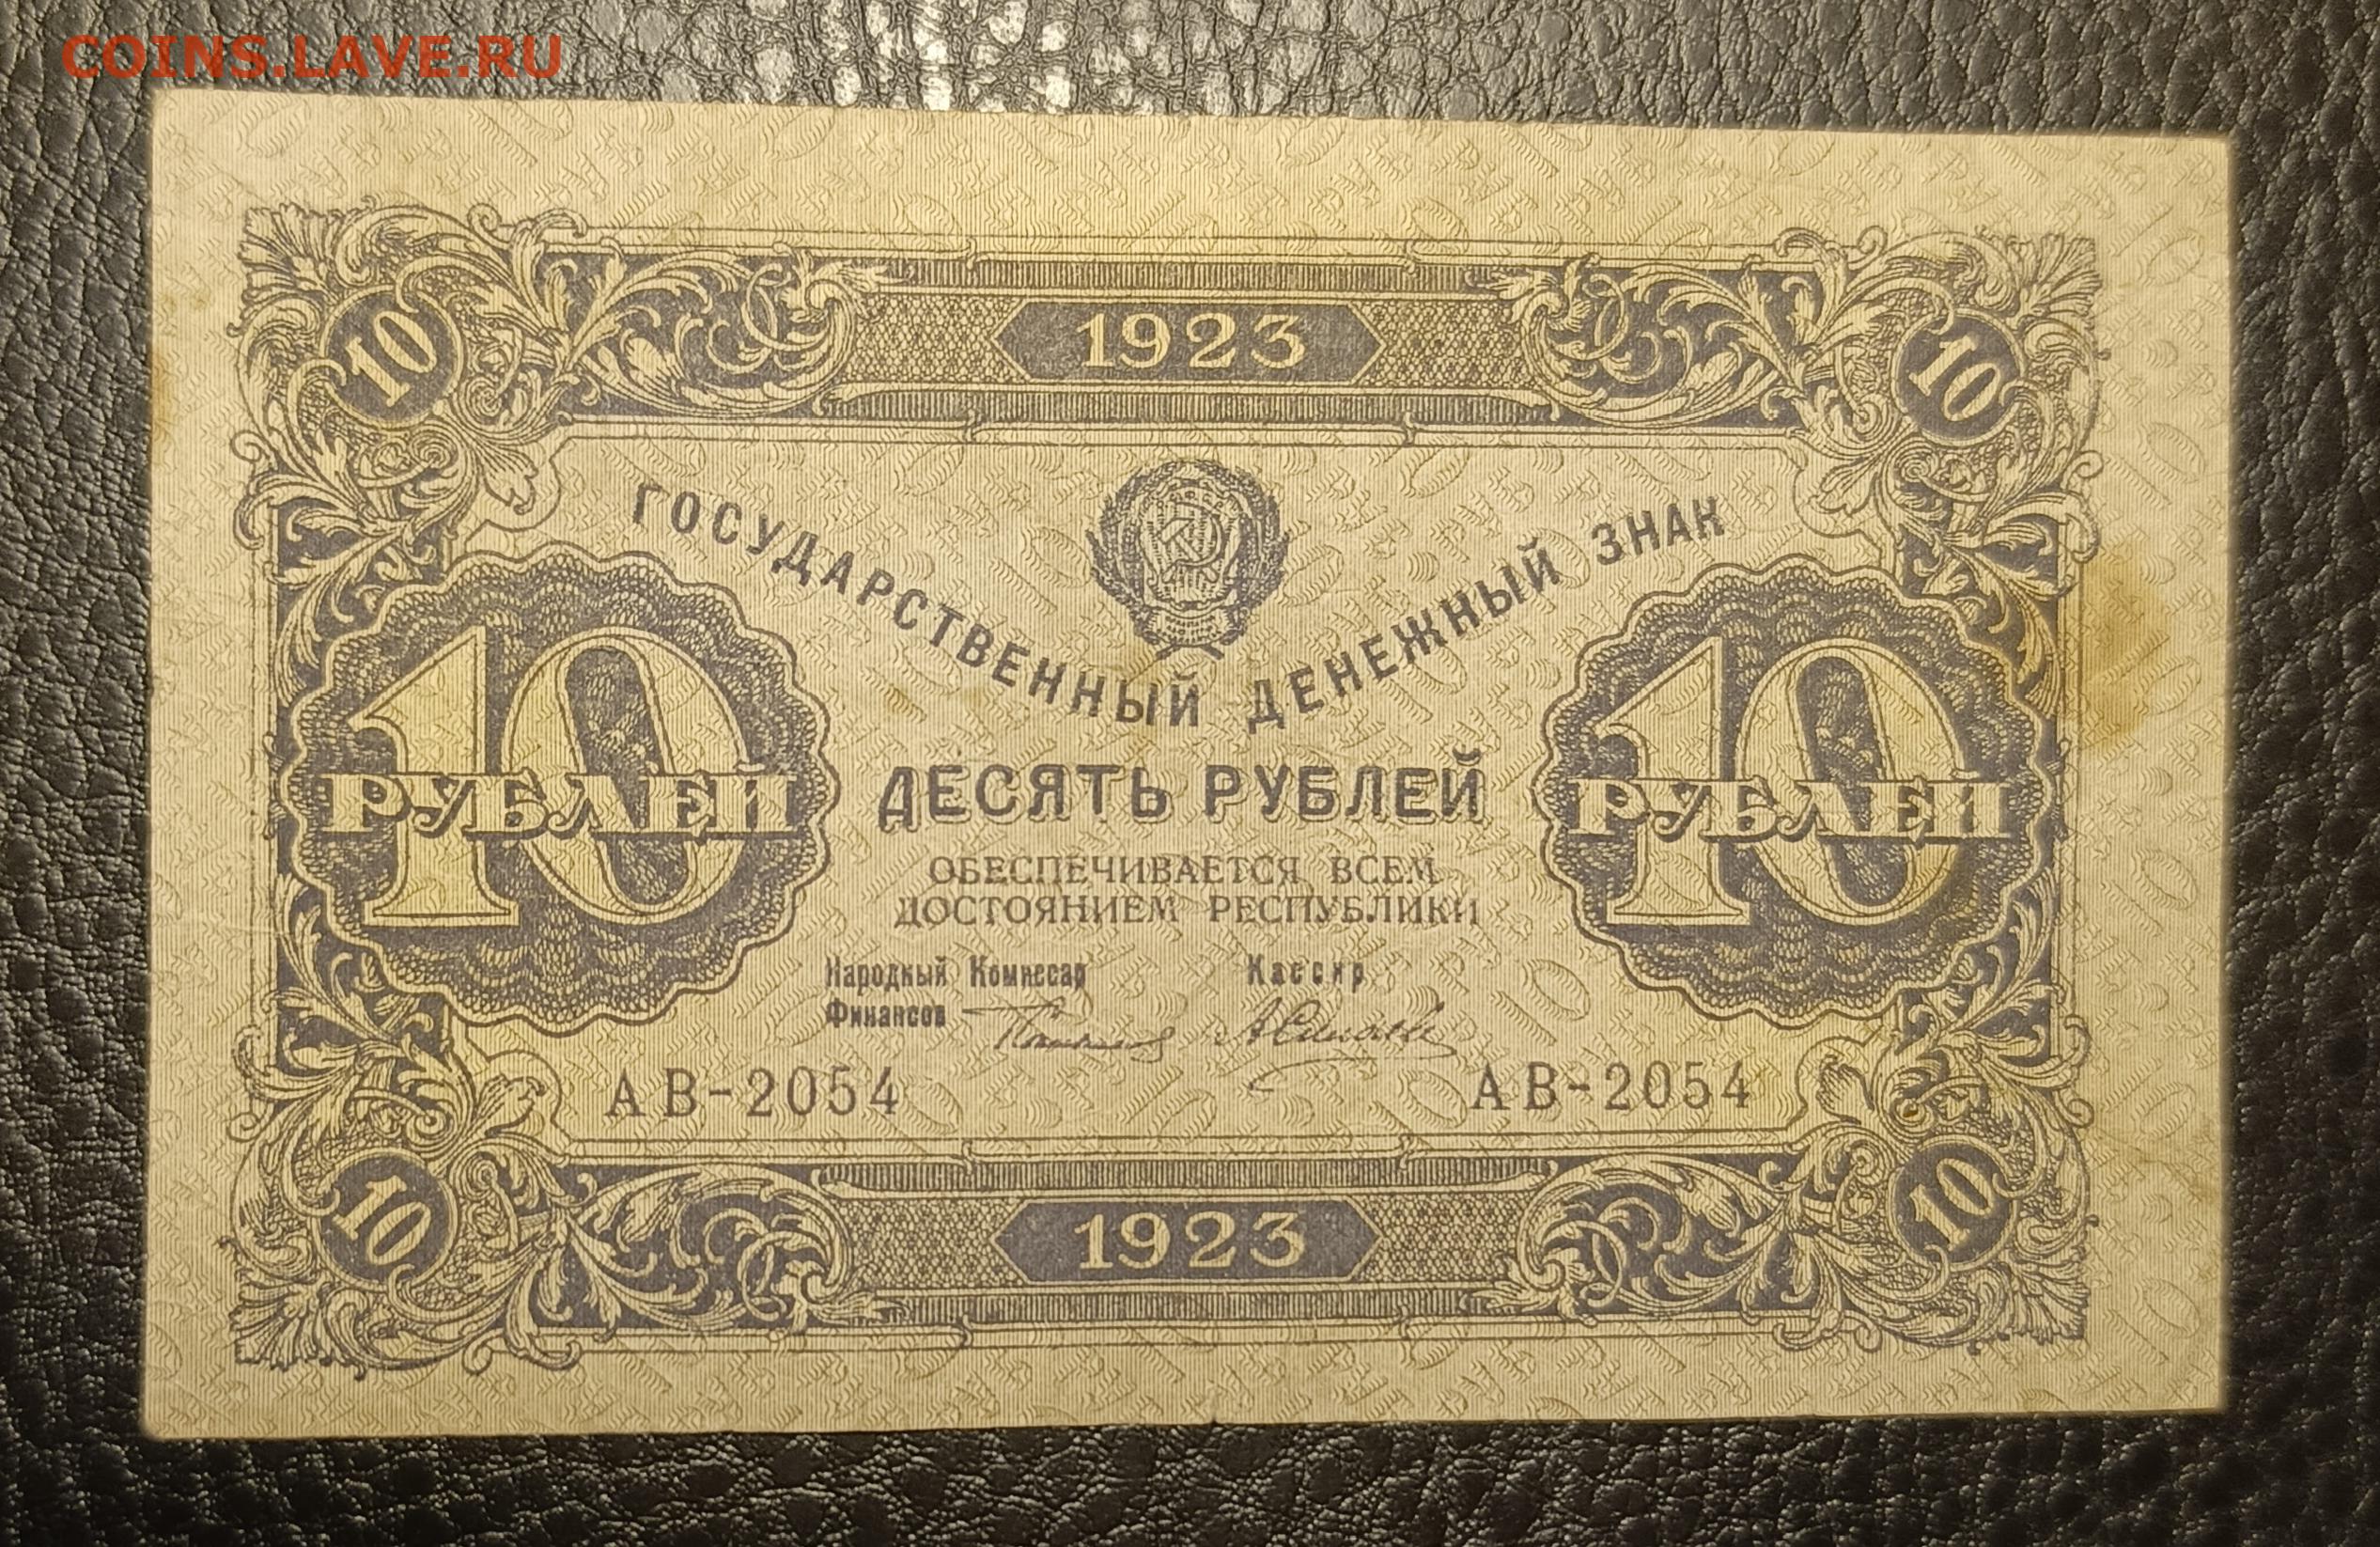 COINS.LAVE.RU
1923
10
10
ГОСУДАРСТВЕННЫЙ ДЕНЕЖНЫЙ ЗНАК
10
РУБЛЕЙ
ДЕСЯТЬ РУБЛЕЙ
10
РУБЛЕЙ
ОБЕСПЕЧИВАЕТСЯ ВСЕМ
ДОСТОЯНИЕМ РЕСПУБЛИКИ
Народный Комиссар
Финансов
Кассир
АВ-2054
АВ-2054
10
10
1923